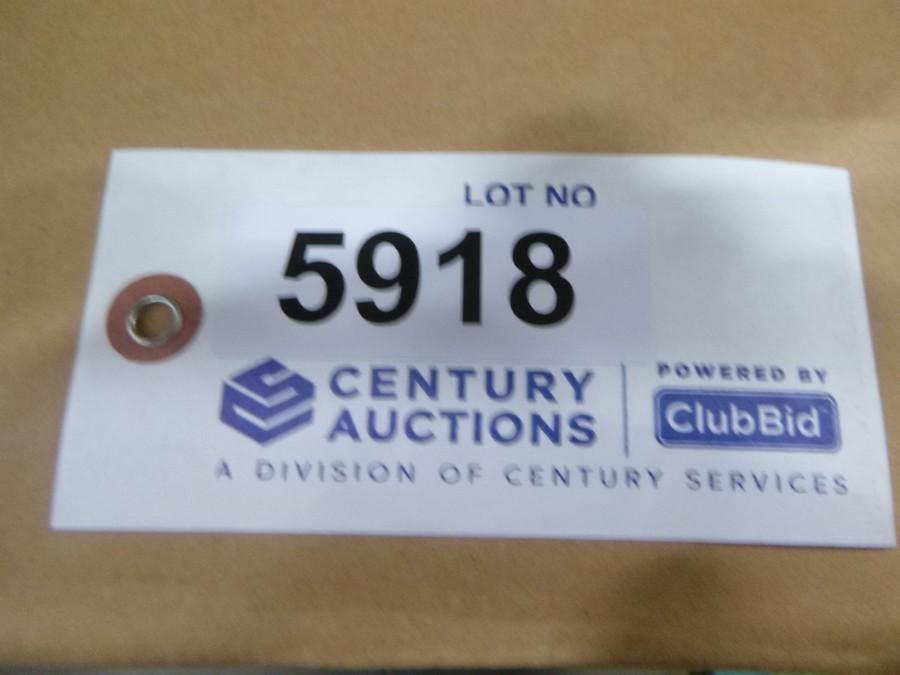 LOT NO
5918
CENTURY
AUCTIONS
POWERED BY
ClubBid
A DIVISION OF CENTURY SERVICES